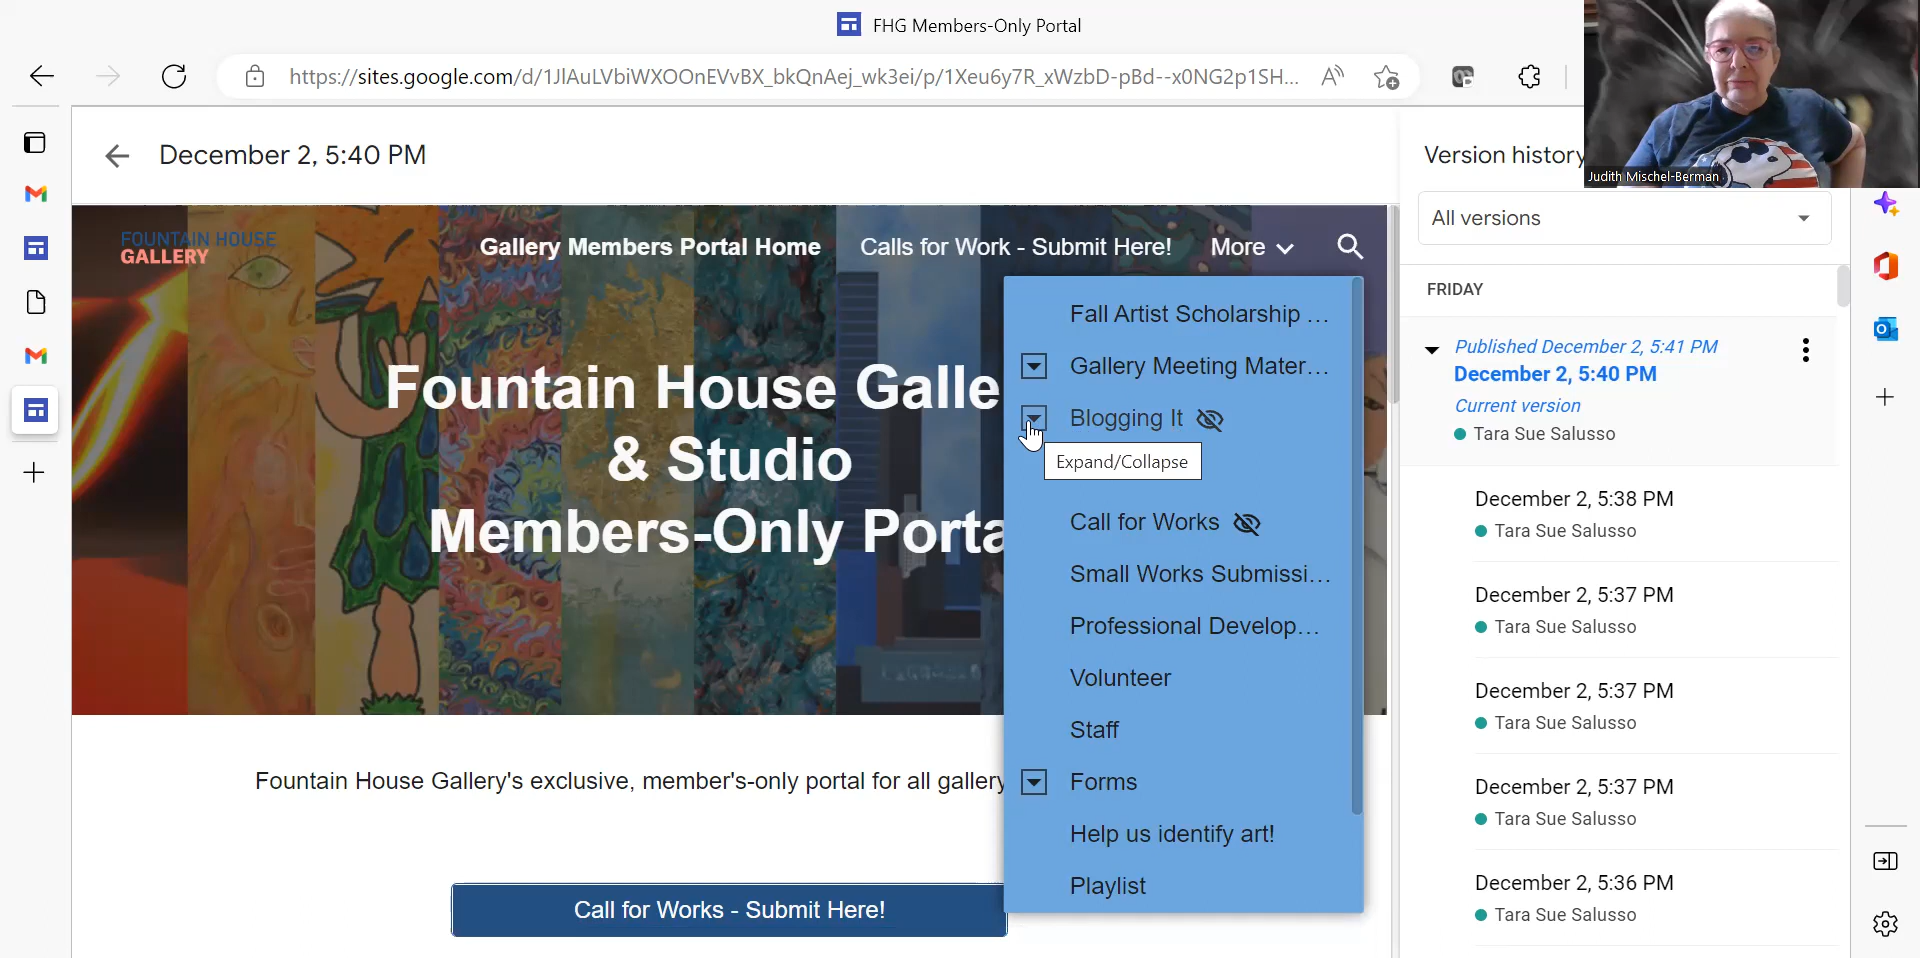 FHG Members-Only Portal
https://sites.google.com/d/1JlAuLVbiWXOOnEVvBX_bkQnAej_wk3ei/p/1Xeu6y7R_xWzbD-pBd--x0NG2p1SH...
December 2, 5:40 PM
FOUNTAIN HOUSE
GALLERY
Gallery Members Portal Home
Calls for Work - Submit Here!
More
Fountain House Galle
& Studio
Members-Only Porta
Fall Artist Scholarship ...
Gallery Meeting Mater...
Blogging It
Expand/Collapse
Call for Works
Small Works Submissi...
Professional Develop...
Volunteer
Staff
Forms
Help us identify art!
Playlist
Fountain House Gallery's exclusive, member's-only portal for all gallery
Call for Works - Submit Here!
Judith Mischel-Berman
Version history
All versions
FRIDAY
Published December 2, 5:41 PM
December 2, 5:40 PM
Current version
Tara Sue Salusso
December 2, 5:38 PM
Tara Sue Salusso
December 2, 5:37 PM
Tara Sue Salusso
December 2, 5:37 PM
Tara Sue Salusso
December 2, 5:37 PM
Tara Sue Salusso
December 2, 5:36 PM
Tara Sue Salusso